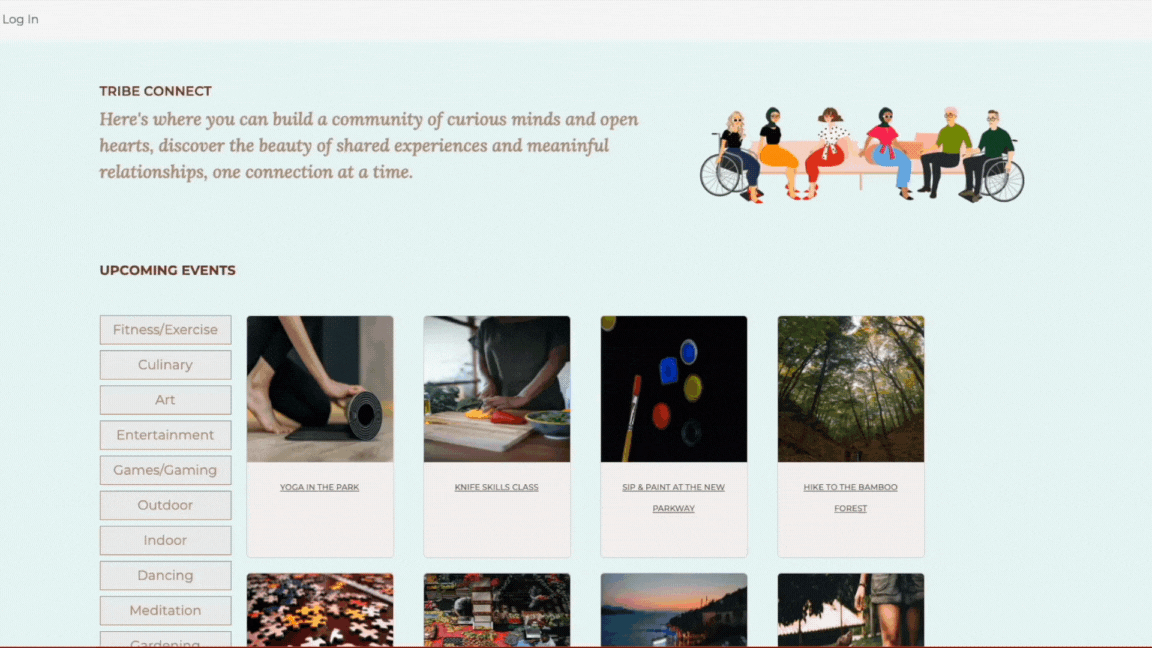 Log In
TRIBE CONNECT
Here's where you can build a community of curious minds and open
hearts, discover the beauty of shared experiences and meaninful
relationships, one connection at a time.
UPCOMING EVENTS
Fitness/Exercise
Culinary
Art
Entertainment
Games/Gaming
Outdoor
Indoor
Dancing
Meditation
Gardening
YOGA IN THE PARK
KNIFE SKILLS CLASS
SIP & PAINT AT THE NEW
PARKWAY
HIKE TO THE BAMBOO
FOREST